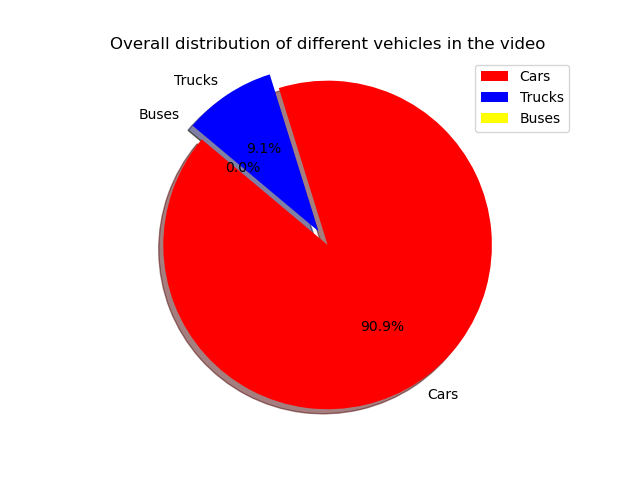 Overall distribution of different vehicles in the video
Cars
Trucks
Buses
Trucks
Buses
9.1%
0.0%
90.9%
Cars